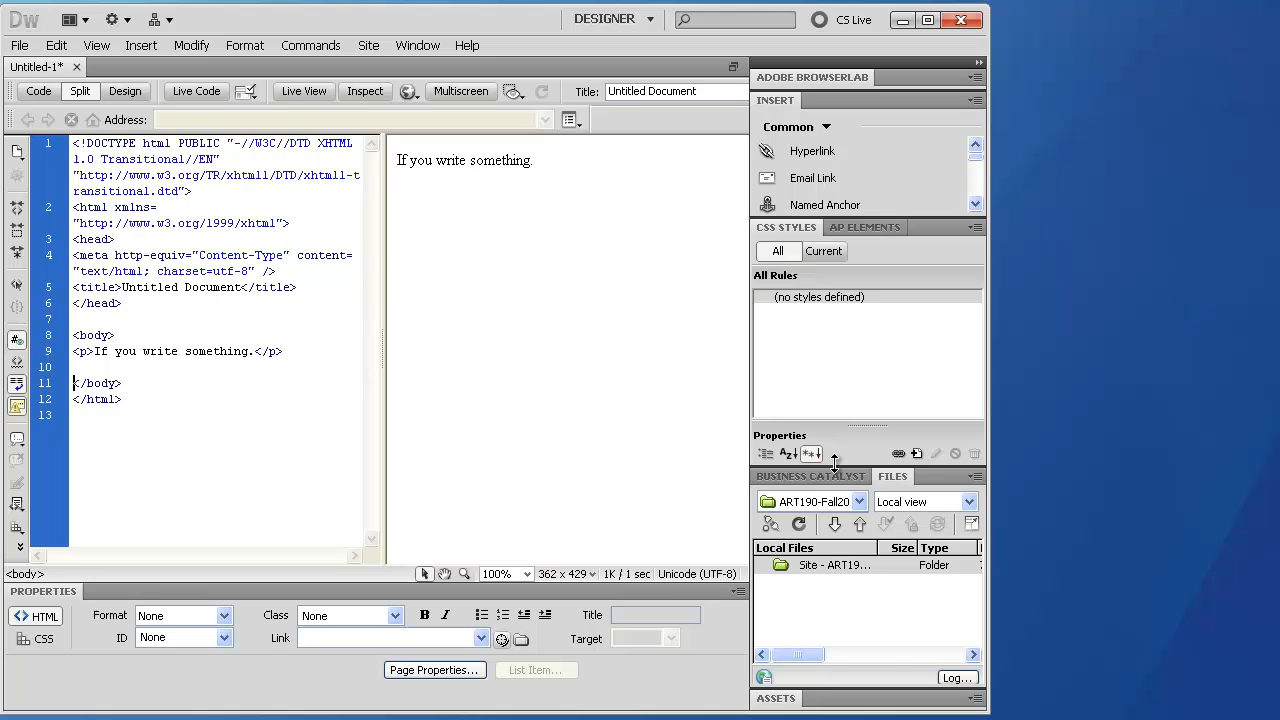 Dw
DESIGNER
CS Live
File Edit View Insert Modify Format Commands Site Window Help
Untitled-1*
Code Split Design Live Code Live View Inspect Multiscreen Title: Untitled Document
Address:
1 <!DOCTYPE html PUBLIC "-//W3C//DTD XHTML
1.0 Transitional//EN"
"http://www.w3.org/TR/xhtml1/DTD/xhtml1-t
ransitional.dtd">
2 <html xmlns=
"http://www.w3.org/1999/xhtml">
3 <head>
4 <meta http-equiv="Content-Type" content=
"text/html; charset=utf-8" />
5 <title>Untitled Document</title>
6 </head>
7
8 <body>
9 <p>If you write something.</p>
10
11 </body>
12 </html>
13
If you write something.
<body>
100% 362 x 429 1K / 1 sec Unicode (UTF-8)
PROPERTIES
<> HTML Format None Class None B I Title
CSS ID None Link Target
Page Properties... List Item...
ADOBE BROWSERLAB
INSERT
Common
Hyperlink
Email Link
Named Anchor
CSS STYLES AP ELEMENTS
All Current
All Rules
(no styles defined)
Properties
Az↓ **↓
BUSINESS CATALYST FILES
ART190-Fall20 Local view
Local Files Size Type
Site - ART19... Folder
Log...
ASSETS